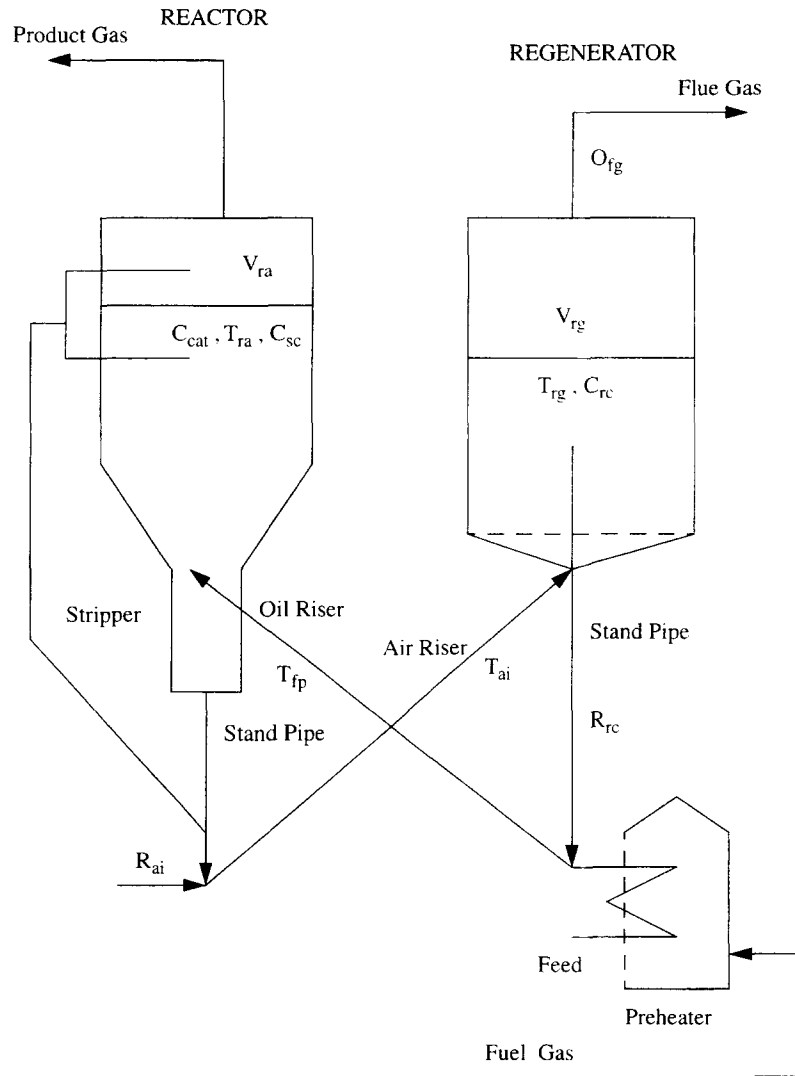 REACTOR
Product Gas
REGENERATOR
Flue Gas
O_fg
V_ra
V_rg
C_cat , T_ra , C_sc
T_rg , C_rc
Stripper
Oil Riser
Air Riser
Stand Pipe
T_fp
T_ai
Stand Pipe
R_rc
R_ai
Feed
Preheater
Fuel Gas